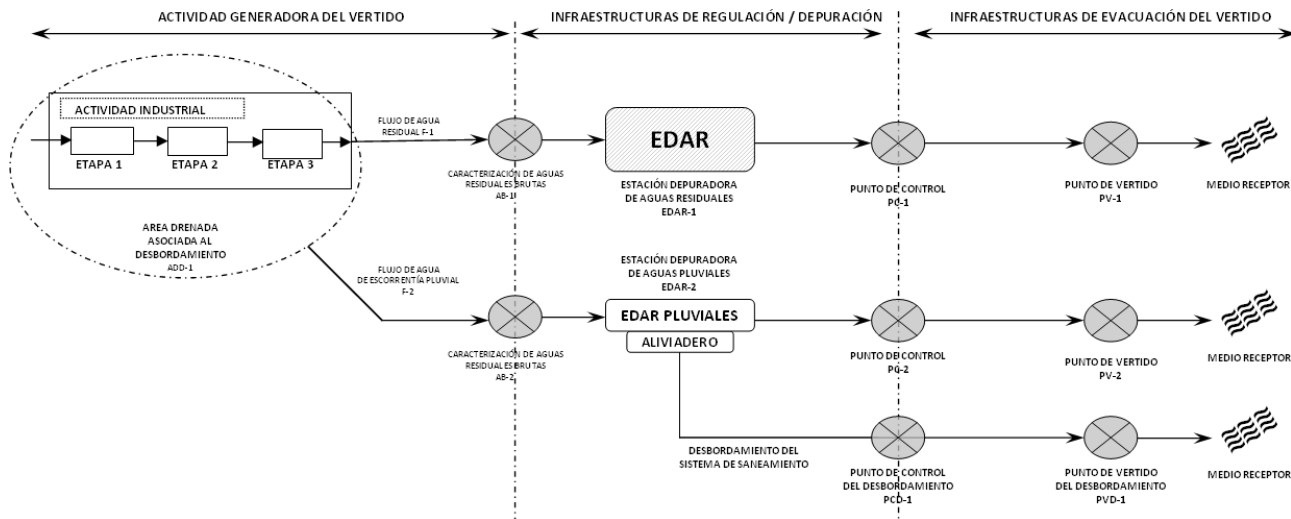 ACTIVIDAD GENERADORA DEL VERTIDO
INFRAESTRUCTURAS DE REGULACIÓN / DEPURACIÓN
INFRAESTRUCTURAS DE EVACUACIÓN DEL VERTIDO
ACTIVIDAD INDUSTRIAL
ETAPA 1
ETAPA 2
ETAPA 3
FLUJO DE AGUA
RESIDUAL F-1
CARACTERIZACIÓN DE AGUAS
RESIDUALES BRUTAS
AB-1
EDAR
ESTACIÓN DEPURADORA
DE AGUAS RESIDUALES
EDAR-1
PUNTO DE CONTROL
PC-1
PUNTO DE VERTIDO
PV-1
MEDIO RECEPTOR
AREA DRENADA
ASOCIADA AL
DESBORDAMIENTO
ADD-1
FLUJO DE AGUA
DE ESCORRENTÍA PLUVIAL
F-2
CARACTERIZACIÓN DE AGUAS
RESIDUALES BRUTAS
AB-2
ESTACIÓN DEPURADORA
DE AGUAS PLUVIALES
EDAR-2
EDAR PLUVIALES
ALIVIADERO
PUNTO DE CONTROL
PC-2
PUNTO DE VERTIDO
PV-2
MEDIO RECEPTOR
DESBORDAMIENTO DEL
SISTEMA DE SANEAMIENTO
PUNTO DE CONTROL
DEL DESBORDAMIENTO
PCD-1
PUNTO DE VERTIDO
DEL DESBORDAMIENTO
PVD-1
MEDIO RECEPTOR